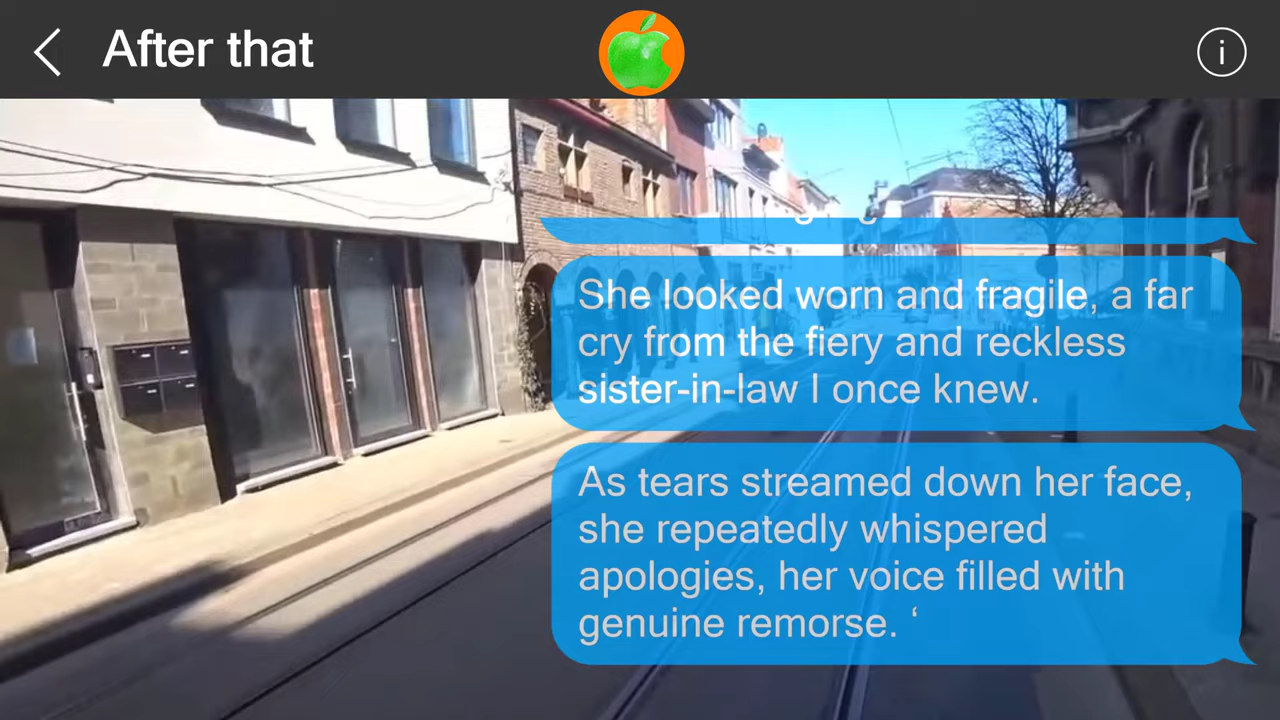 After that
i
She looked worn and fragile, a far
cry from the fiery and reckless
sister-in-law I once knew.
As tears streamed down her face,
she repeatedly whispered
apologies, her voice filled with
genuine remorse. ‘